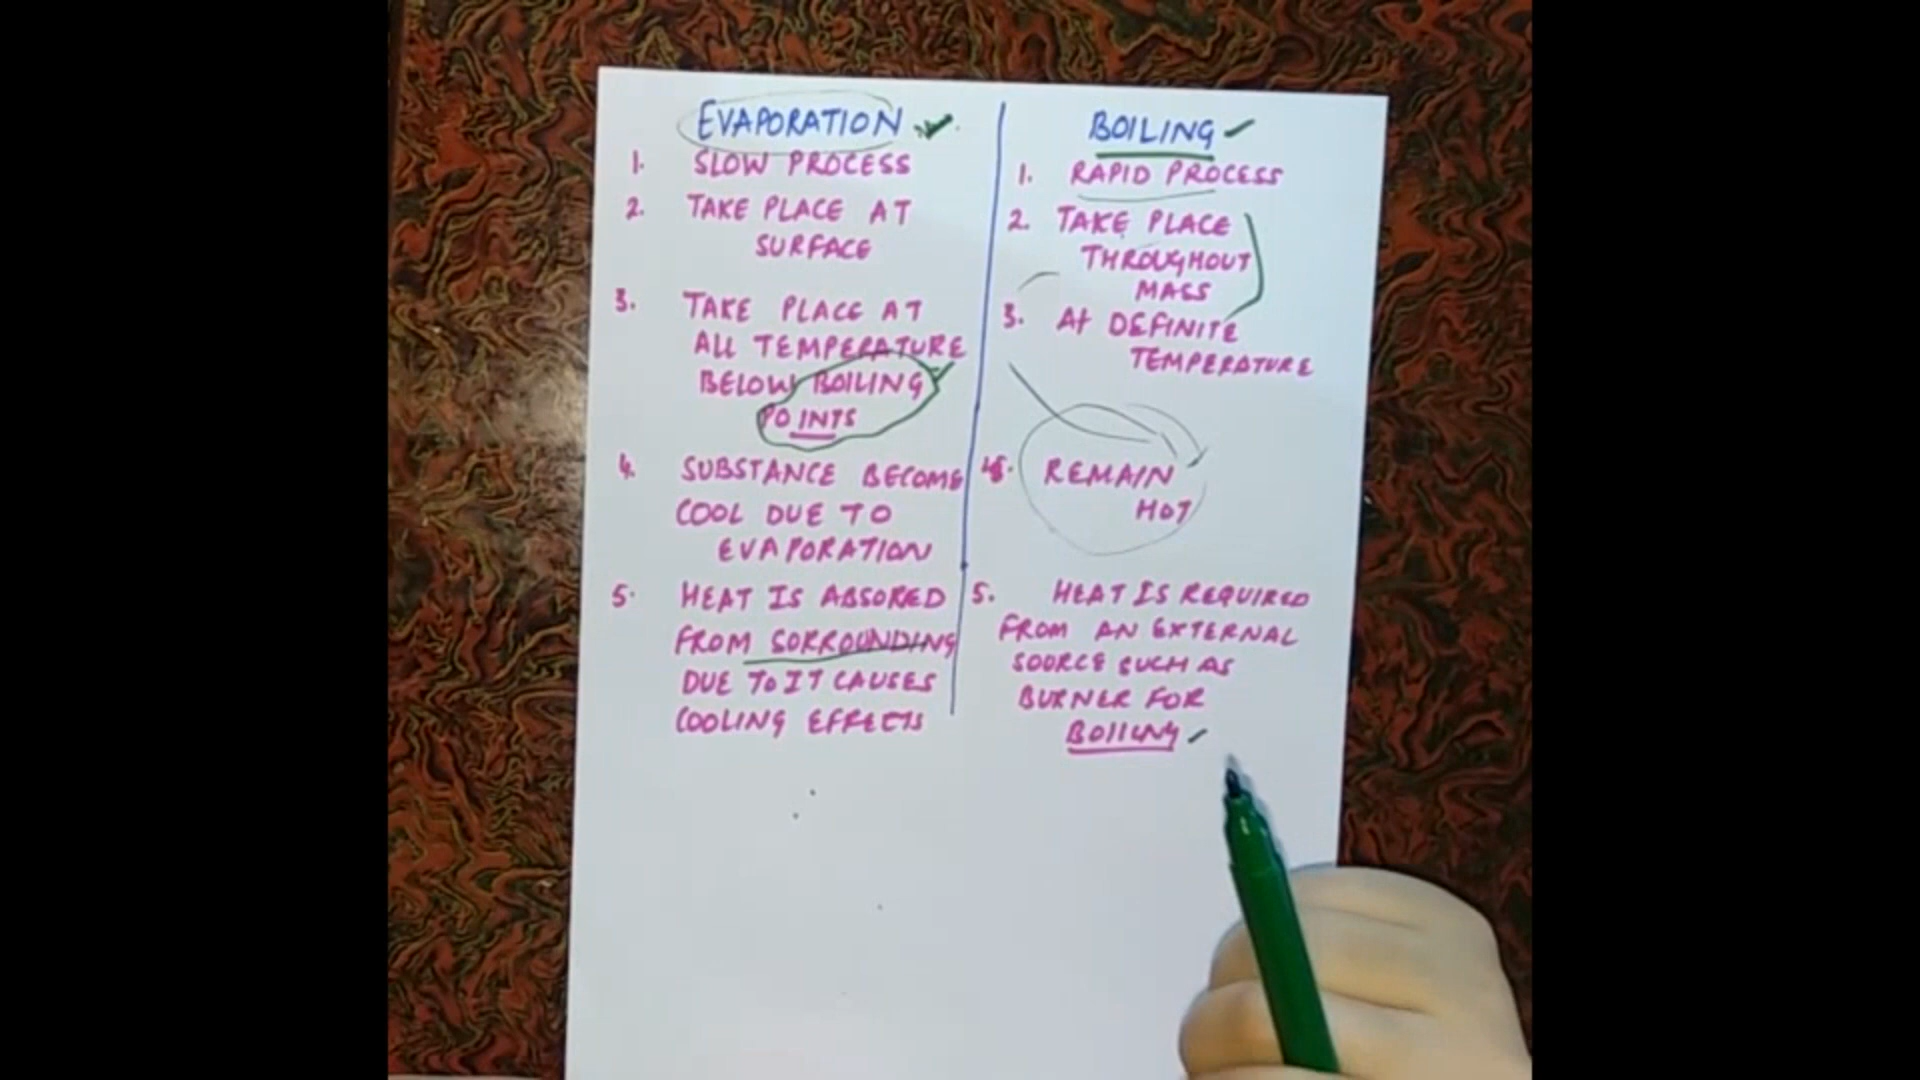 EVAPORATION
1. SLOW PROCESS
2. TAKE PLACE AT
SURFACE
3. TAKE PLACE AT
All TEMPERATURE
BELOW BOILING
POINTS
4. SUBSTANCE BECOME
COOL DUE TO
EVAPORATION
5. HEAT IS ABSORED
FROM SORROUNDING
DUE TO IT CAUSES
COOLING EFFECTS
BOILING
1. RAPID PROCESS
2. TAKE PLACE
THROUGHOUT
MASS
3. At DEFINITE
TEMPERATURE
4. REMAIN
HOT
5. HEAT IS REQUIRED
FROM AN EXTERNAL
SOORCE SUCH AS
BURNER FOR
BOILING